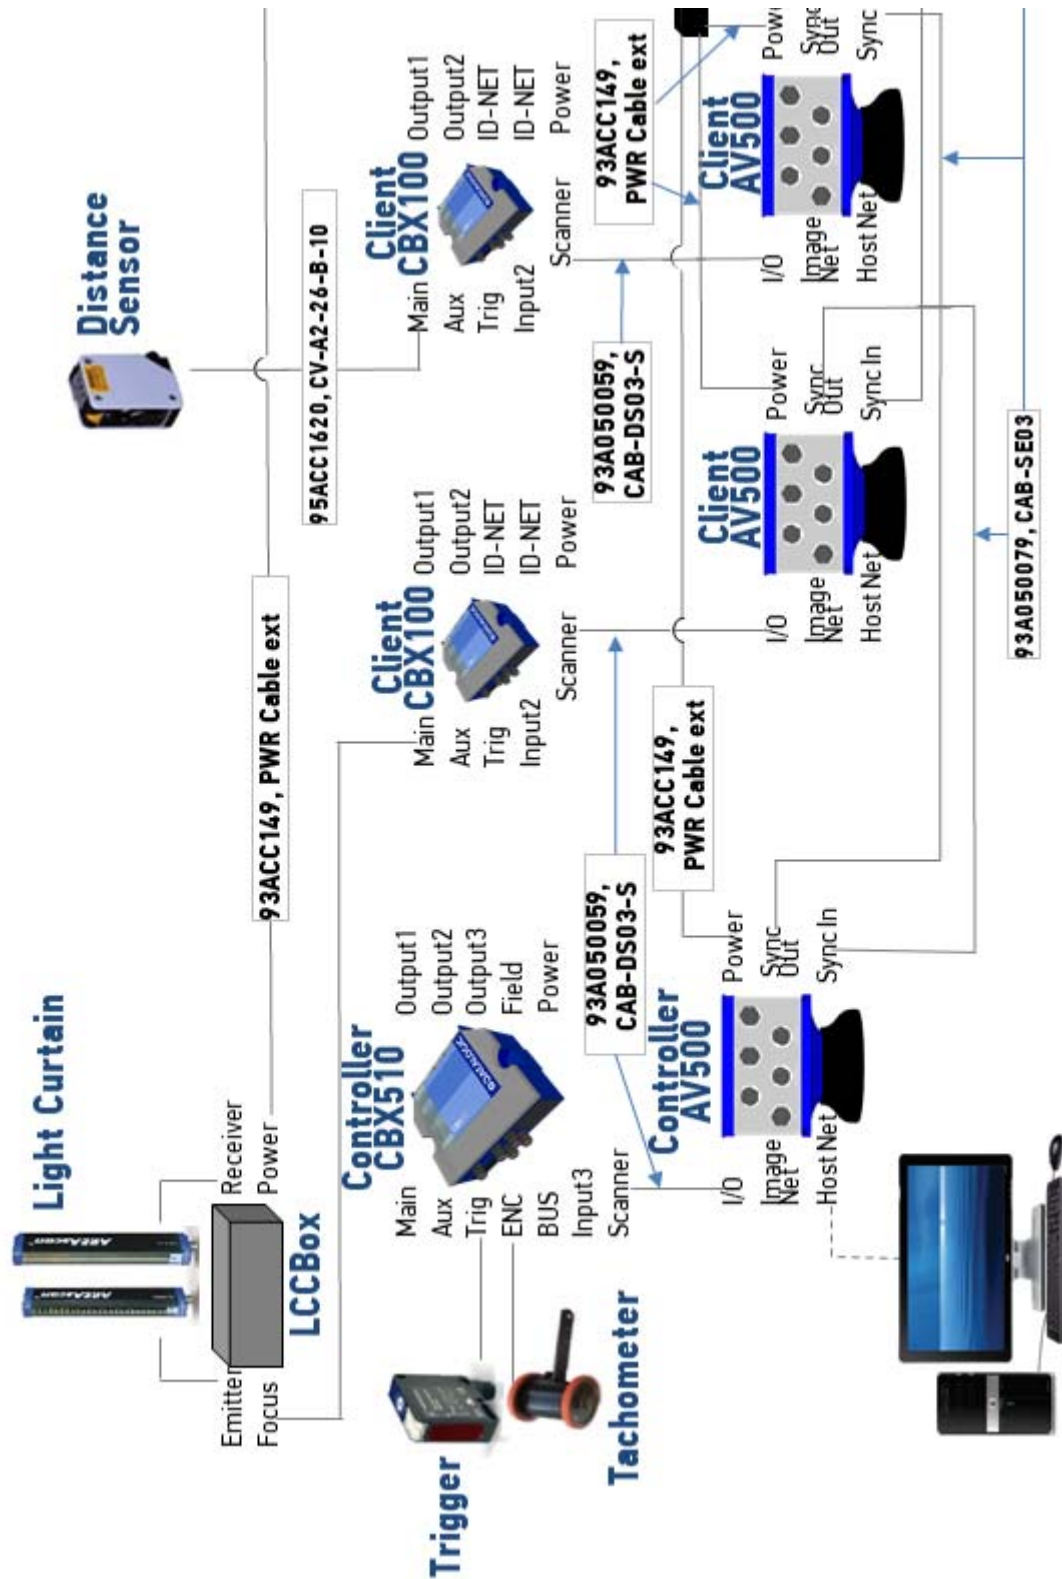 Light Curtain
Emitter
Focus
Receiver
Power
LCCBox
93ACC149, PWR Cable ext
Distance
Sensor
95ACC1620, CV-A2-26-B-10
Trigger
Tachometer
Controller
CBX510
Main
Aux
Trig
ENC
BUS
Input3
Scanner
Output1
Output2
Output3
Field
Power
DATALOGIC
Client
CBX100
Main
Aux
Trig
Input2
Scanner
Output1
Output2
ID-NET
ID-NET
Power
Client
CBX100
Main
Aux
Trig
Input2
Scanner
Output1
Output2
ID-NET
ID-NET
Power
93A050059,
CAB-DS03-S
93ACC149,
PWR Cable ext
93A050059,
CAB-DS03-S
93ACC149,
PWR Cable ext
Controller
AV500
I/O
Image
Net
Host Net
Power
Sync
Out
Sync In
Client
AV500
I/O
Image
Net
Host Net
Power
Sync
Out
Sync In
Client
AV500
I/O
Image
Net
Host Net
Sync
Out
Sync
93A050079, CAB-SE03